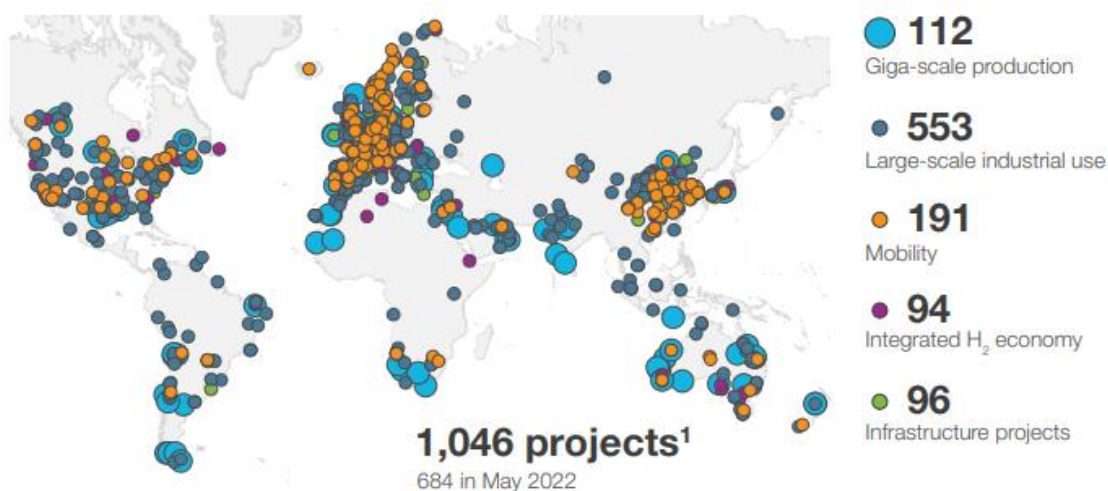 112
Giga-scale production
553
Large-scale industrial use
191
Mobility
94
Integrated H₂ economy
96
Infrastructure projects
1,046 projects¹
684 in May 2022